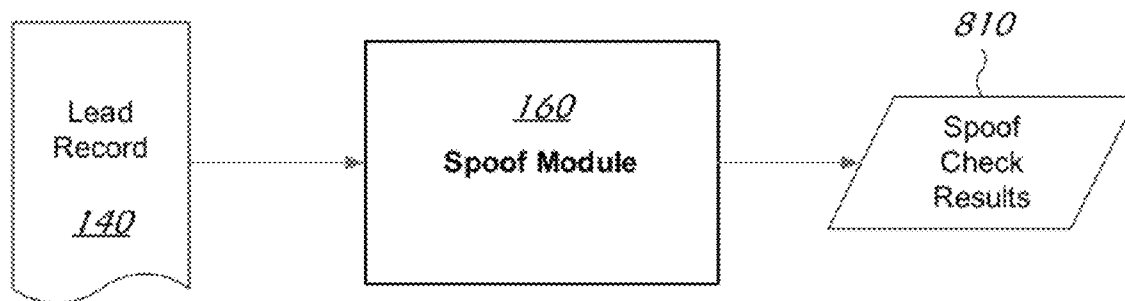 810
Lead
Record
140
160
Spoof Module
Spoof
Check
Results